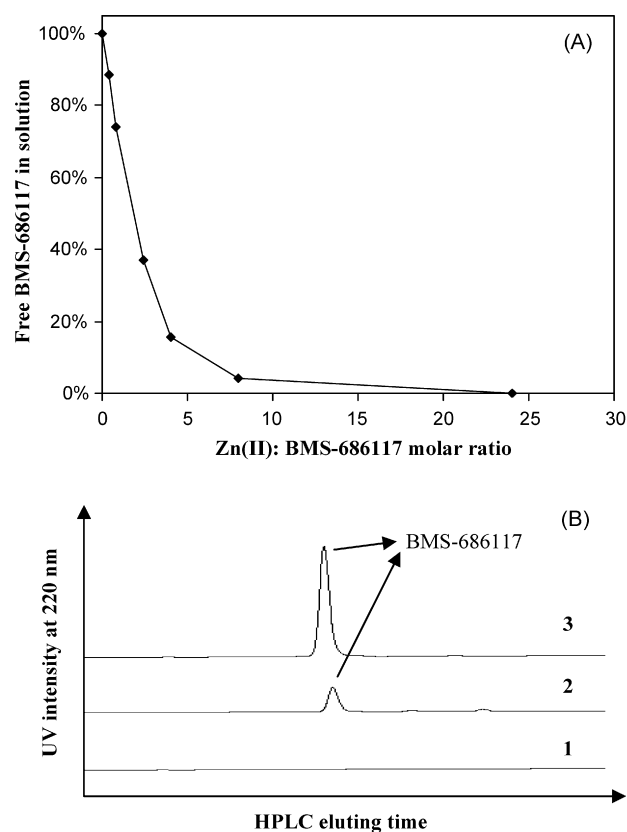 (A)
100%
80%
60%
40%
20%
0%
0 5 10 15 20 25 30
Free BMS-686117 in solution
Zn(II): BMS-686117 molar ratio
(B)
BMS-686117
3
2
1
UV intensity at 220 nm
HPLC eluting time